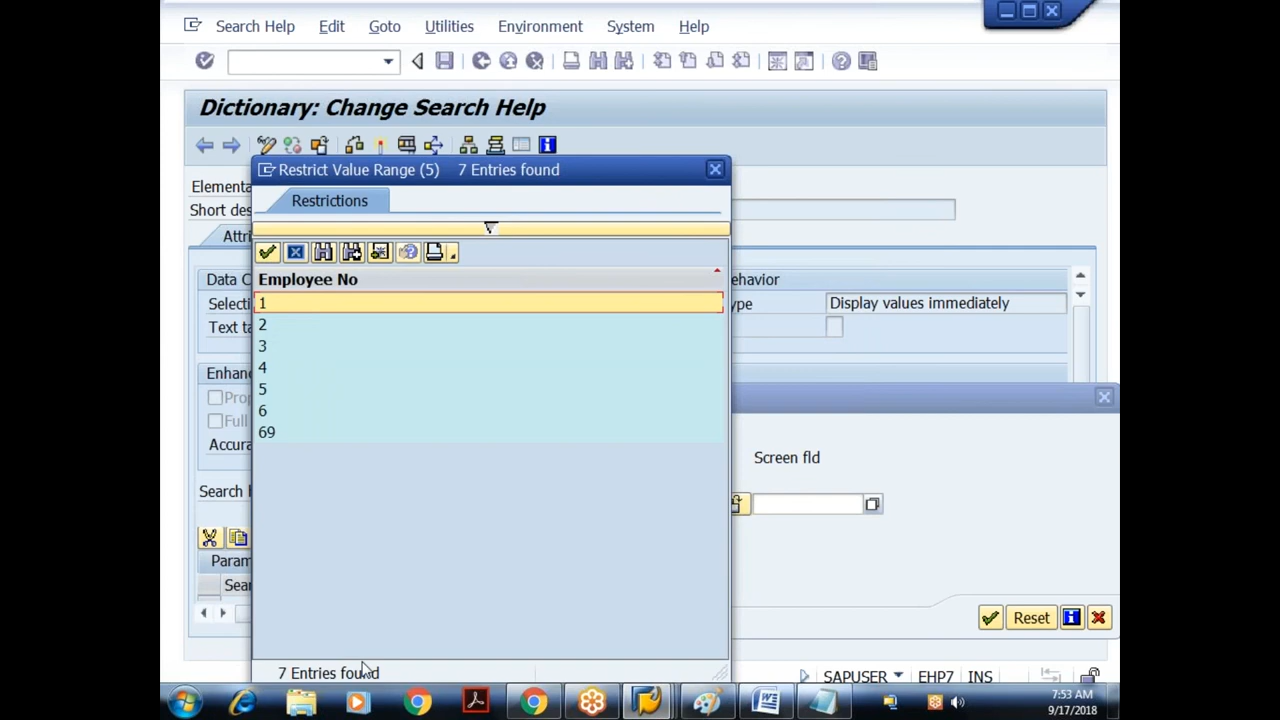 Search Help Edit Goto Utilities Environment System Help
Dictionary: Change Search Help
Restrict Value Range (5) 7 Entries found
Elementa
Restrictions
Short des
Attri
Employee No
Data C
ehavior
1
Selecti
ype
Display values immediately
2
Text ta
3
4
Enhanc
5
Prop
6
Full
69
Accura
Screen fld
Search
Param
Sear
Reset
7 Entries found
SAPUSER EHP7 INS
7:53 AM
9/17/2018